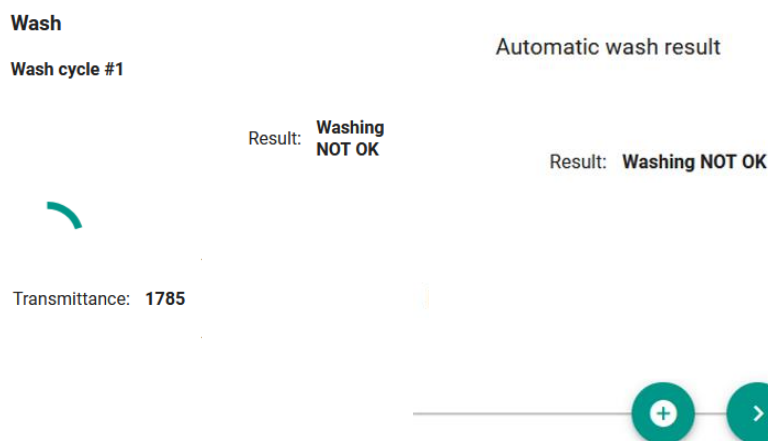 Wash
Wash cycle #1
Transmittance: 1785
Result: Washing
NOT OK
Automatic wash result
Result: Washing NOT OK